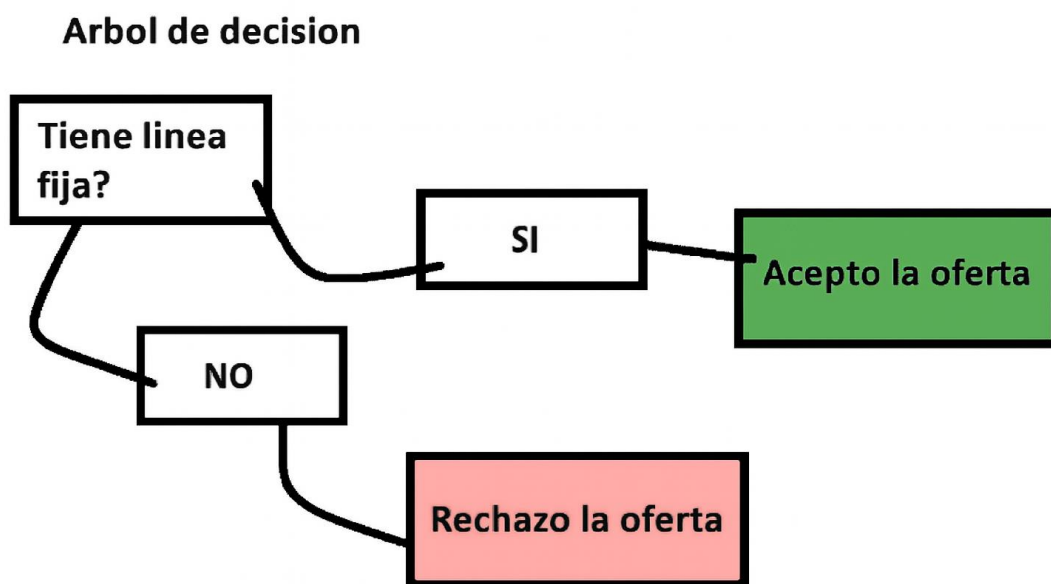 Arbol de decision
Tiene linea
fija?
SI
Acepto la oferta
NO
Rechazo la oferta